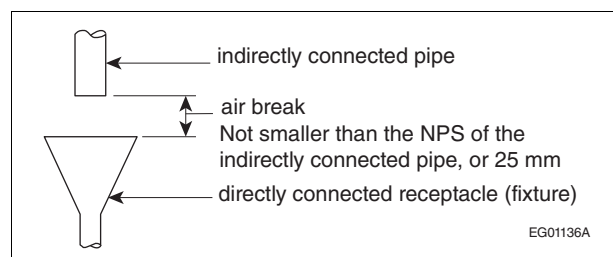 indirectly connected pipe
air break
Not smaller than the NPS of the
indirectly connected pipe, or 25 mm
directly connected receptacle (fixture)
EG01136A